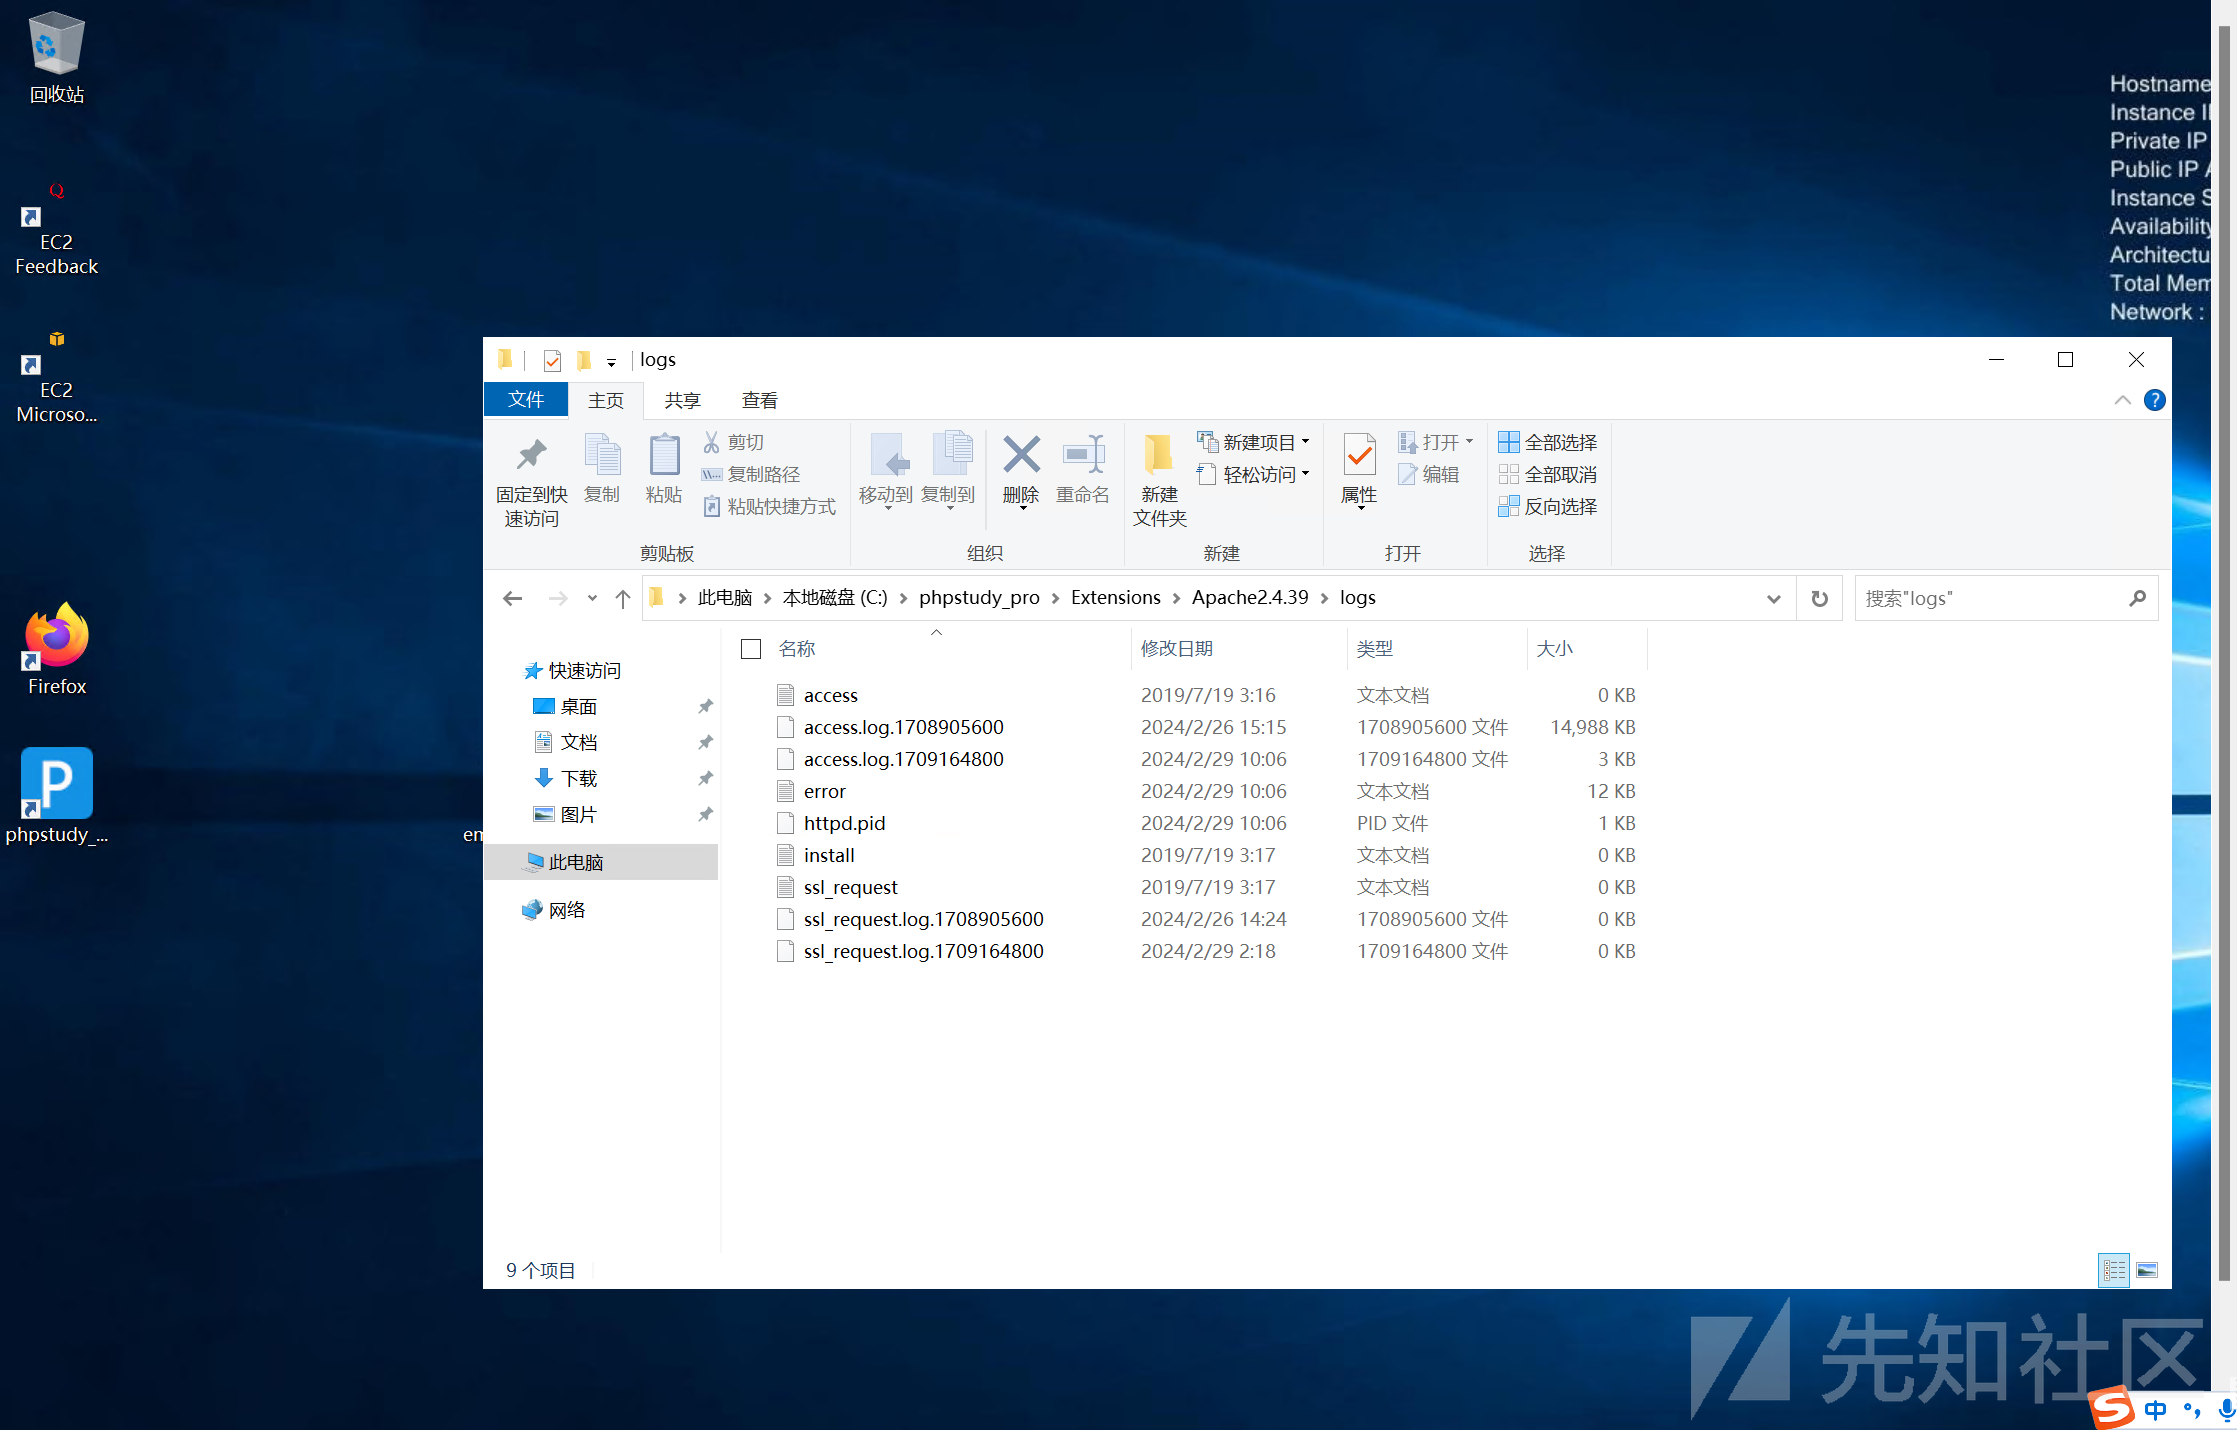 回收站
EC2
Feedback
EC2
Microso...
Firefox
phpstudy_...
em
Hostname
Instance I
Private IP
Public IP A
Instance S
Availability
Architectu
Total Mem
Network :
logs
文件 主页 共享 查看
固定到快
速访问
复制
粘贴
剪切
复制路径
粘贴快捷方式
剪贴板
移动到
复制到
删除
重命名
组织
新建
文件夹
新建项目
轻松访问
新建
属性
打开
编辑
打开
全部选择
全部取消
反向选择
选择
此电脑 本地磁盘 (C:) phpstudy_pro Extensions Apache2.4.39 logs
搜索"logs"
快速访问
桌面
文档
下载
图片
此电脑
网络
名称 修改日期 类型 大小
access 2019/7/19 3:16 文本文档 0 KB
access.log.1708905600 2024/2/26 15:15 1708905600 文件 14,988 KB
access.log.1709164800 2024/2/29 10:06 1709164800 文件 3 KB
error 2024/2/29 10:06 文本文档 12 KB
httpd.pid 2024/2/29 10:06 PID 文件 1 KB
install 2019/7/19 3:17 文本文档 0 KB
ssl_request 2019/7/19 3:17 文本文档 0 KB
ssl_request.log.1708905600 2024/2/26 14:24 1708905600 文件 0 KB
ssl_request.log.1709164800 2024/2/29 2:18 1709164800 文件 0 KB
9 个项目
先知社区
中